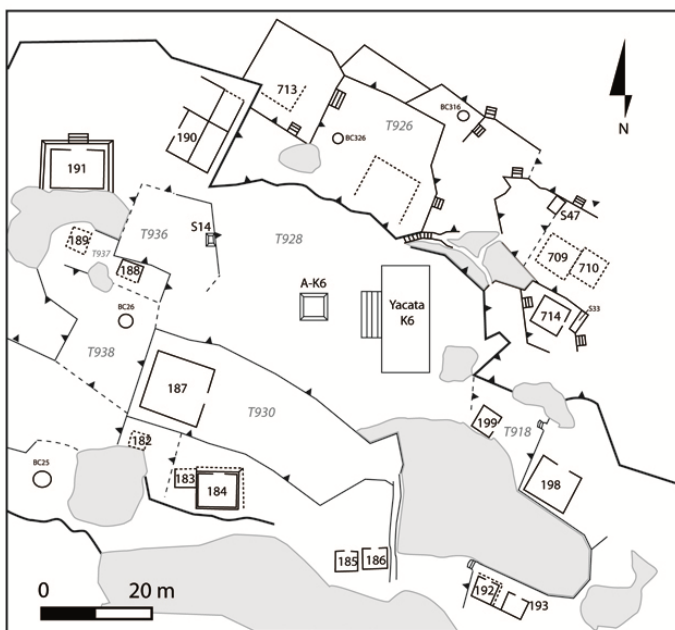 713
BC316
190
T926
BC326
N
191
S14
S47
T936
T928
189
T937
709
710
188
A-K6
Yacata
K6
S33
714
BC26
T938
187
199
T930
T918
182
BC25
183
184
198
185
186
192
193
0
20 m